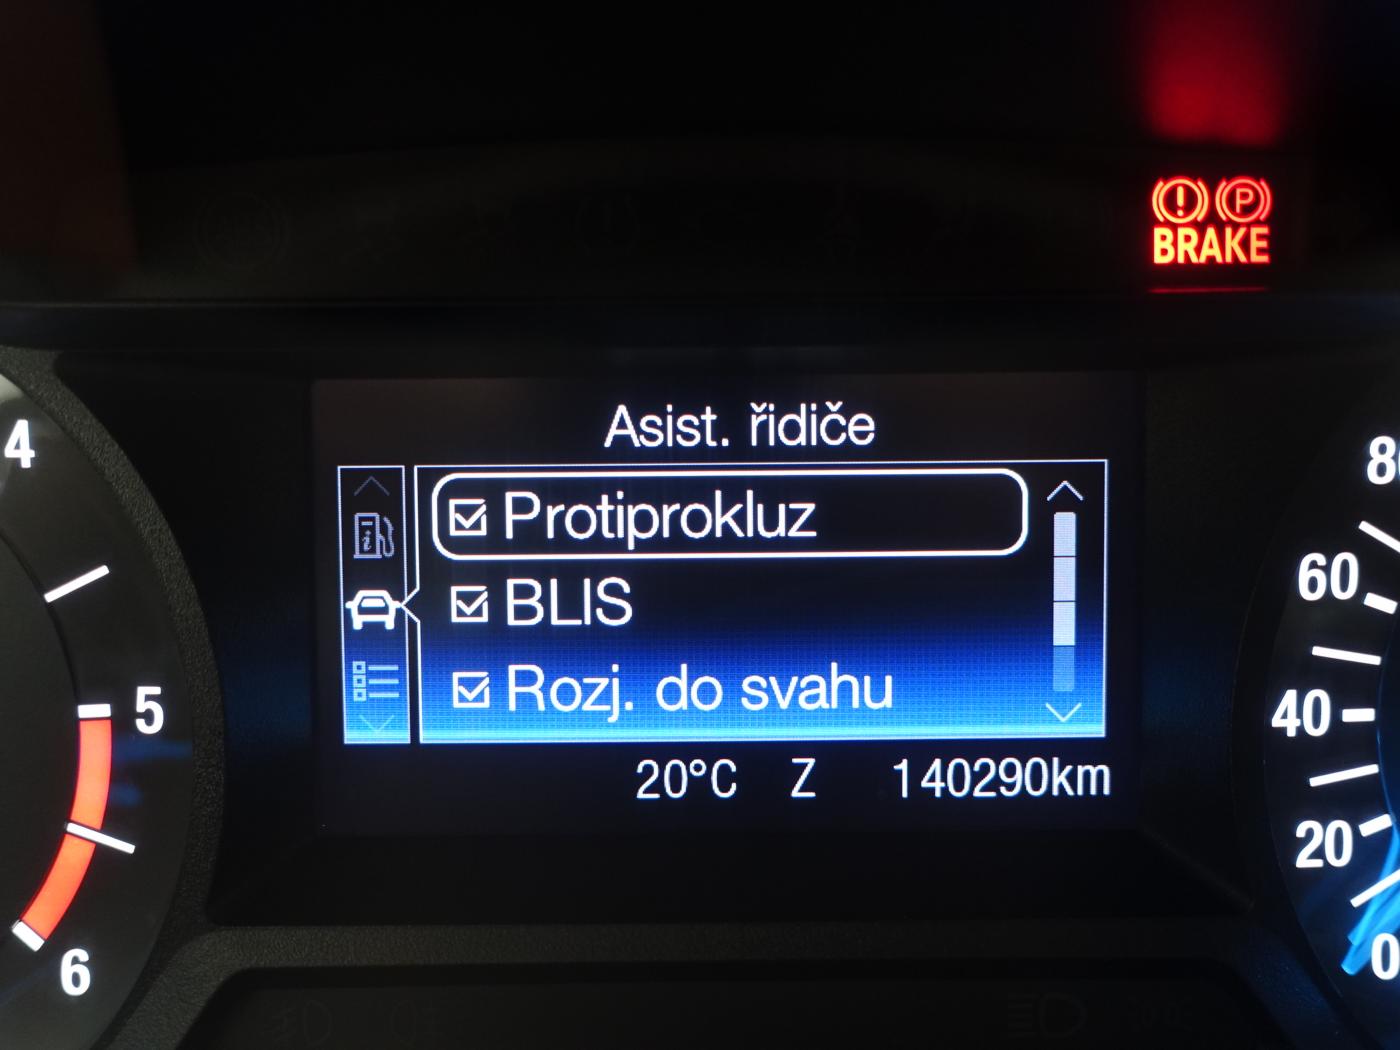 P
BRAKE
Asist. řidiče
Protiprokluz
BLIS
Rozj. do svahu
20°C Z 140290km
4
5
6
80
60
40
20
0